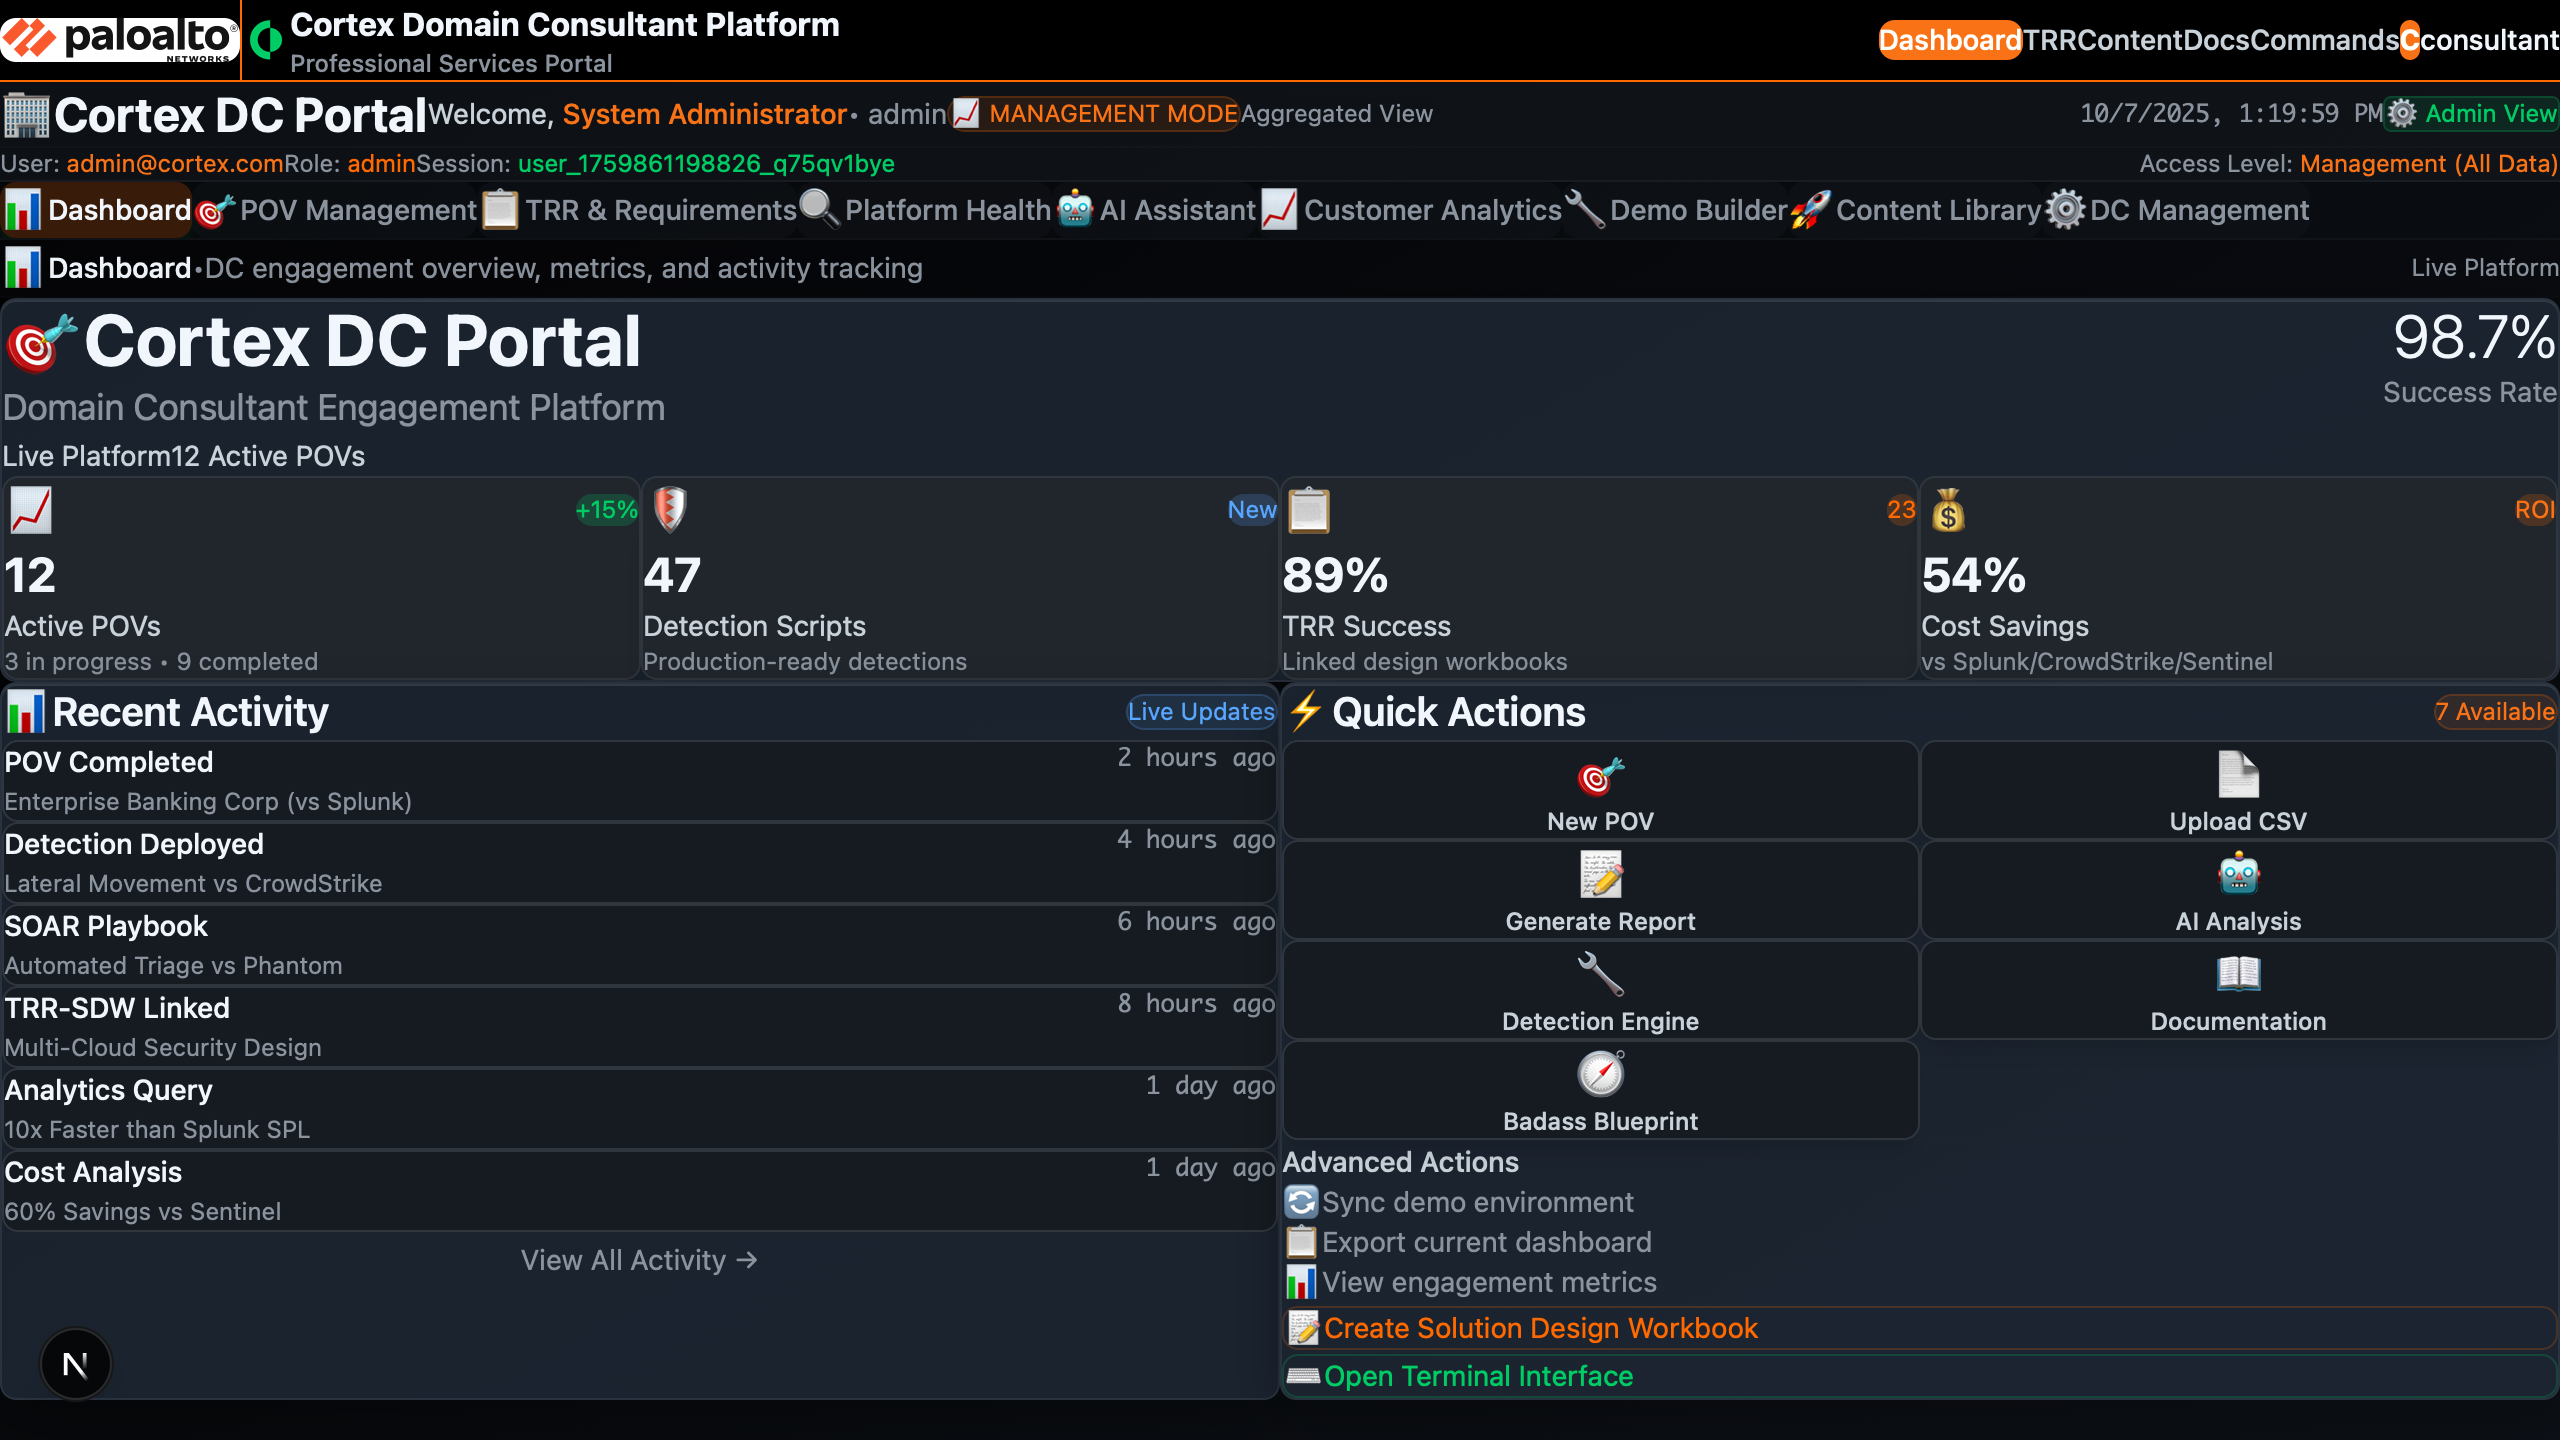 paloalto®
NETWORKS
Cortex Domain Consultant Platform
Professional Services Portal
Dashboard TRR Content Docs Commands C consultant
Cortex DC Portal Welcome, System Administrator • admin MANAGEMENT MODE Aggregated View 10/7/2025, 1:19:59 PM Admin View
User: admin@cortex.com Role: admin Session: user_1759861198826_q75qv1bye Access Level: Management (All Data)
Dashboard POV Management TRR & Requirements Platform Health AI Assistant Customer Analytics Demo Builder Content Library DC Management
Dashboard • DC engagement overview, metrics, and activity tracking Live Platform
Cortex DC Portal
Domain Consultant Engagement Platform
Live Platform 12 Active POVs
98.7%
Success Rate
+15%
12
Active POVs
3 in progress • 9 completed
New
47
Detection Scripts
Production-ready detections
23
89%
TRR Success
Linked design workbooks
ROI
54%
Cost Savings
vs Splunk/CrowdStrike/Sentinel
Recent Activity Live Updates
POV Completed 2 hours ago
Enterprise Banking Corp (vs Splunk)
Detection Deployed 4 hours ago
Lateral Movement vs CrowdStrike
SOAR Playbook 6 hours ago
Automated Triage vs Phantom
TRR-SDW Linked 8 hours ago
Multi-Cloud Security Design
Analytics Query 1 day ago
10x Faster than Splunk SPL
Cost Analysis 1 day ago
60% Savings vs Sentinel
View All Activity →
N
Quick Actions 7 Available
New POV
Upload CSV
Generate Report
AI Analysis
Detection Engine
Documentation
Badass Blueprint
Advanced Actions
Sync demo environment
Export current dashboard
View engagement metrics
Create Solution Design Workbook
Open Terminal Interface